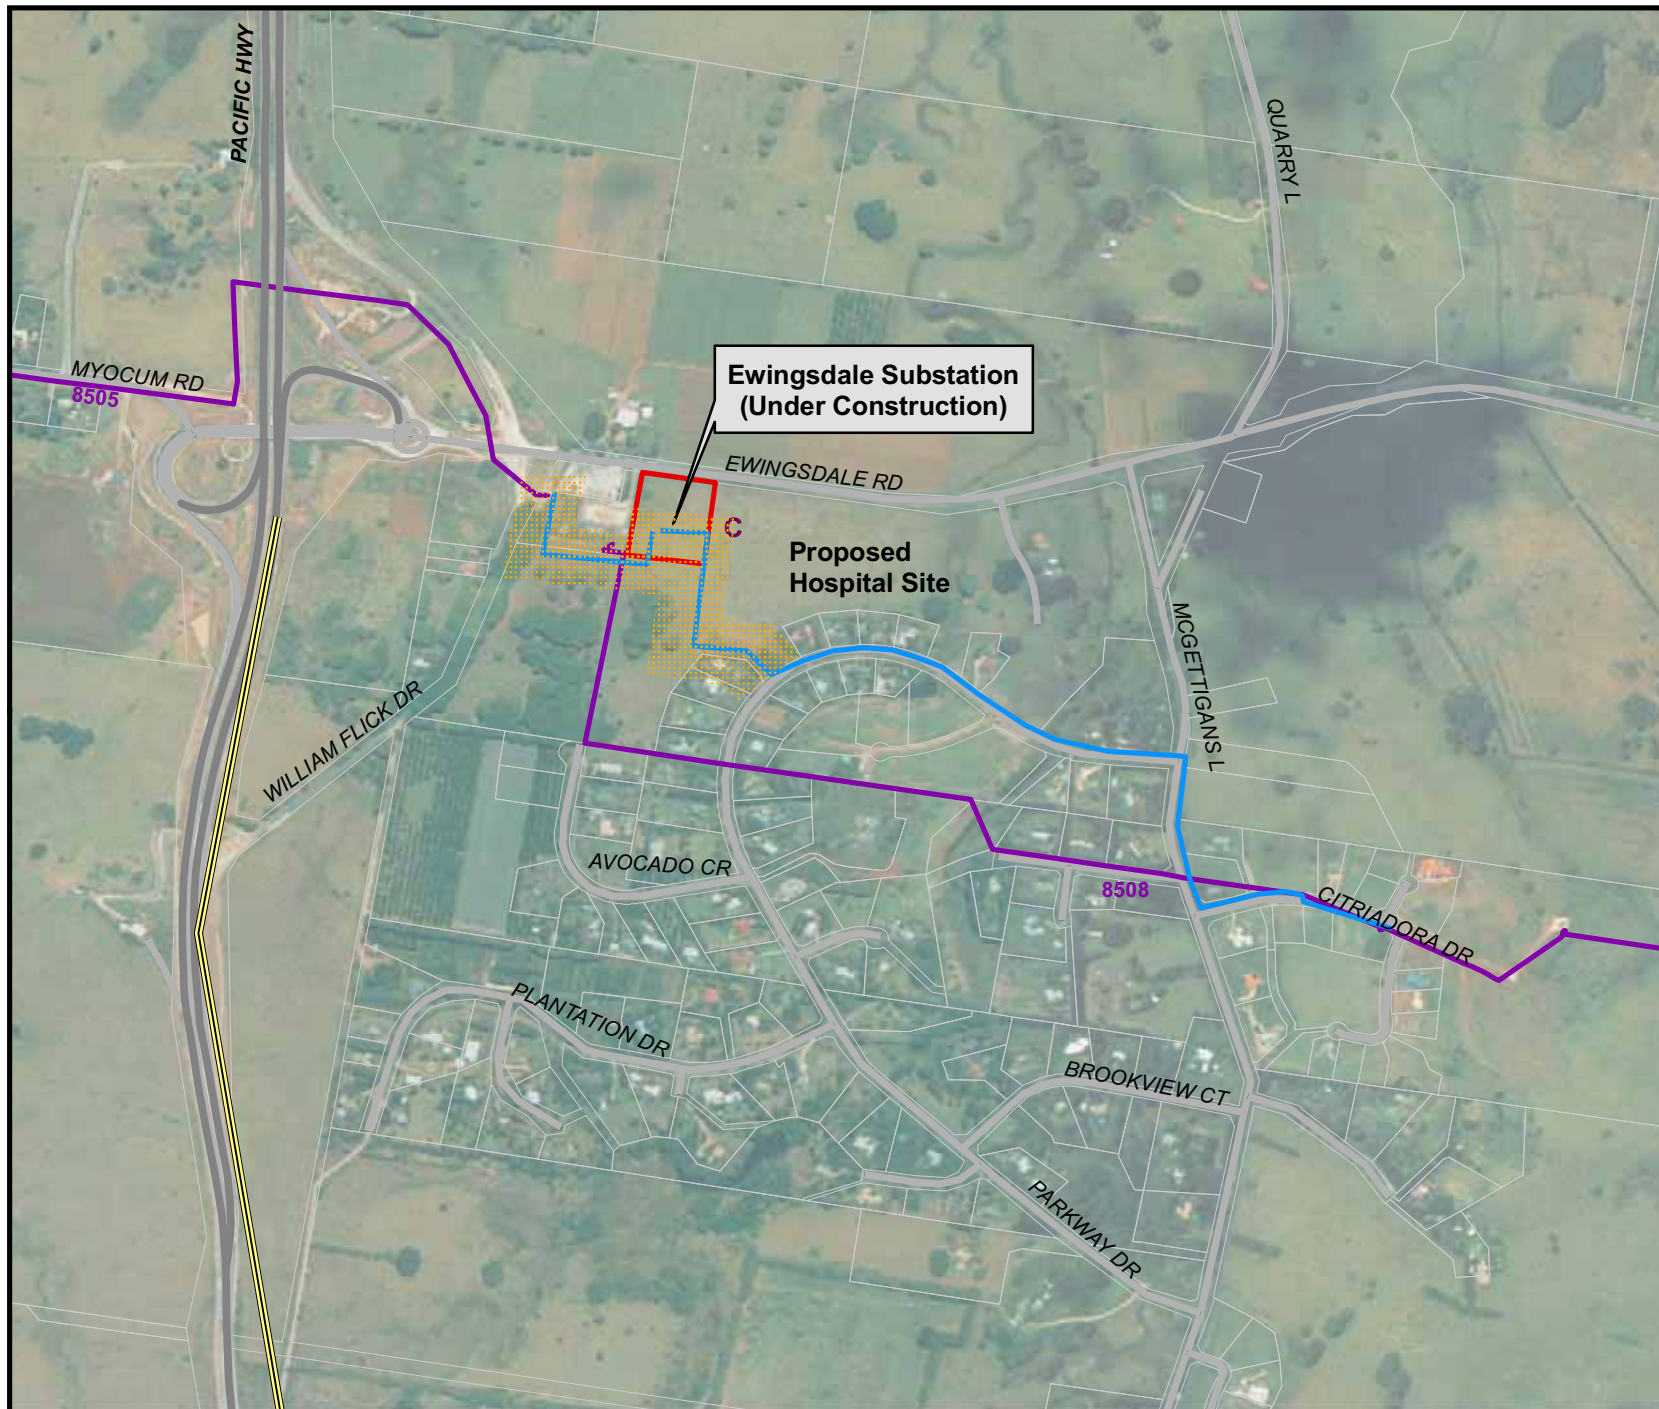 PACIFIC HWY
QUARRY L
MYOCUM RD
8505
Ewingsdale Substation
(Under Construction)
EWINGSDALE RD
C
Proposed
Hospital Site
MCGETTIGANS L
WILLIAM FLICK DR
AVOCADO CR
8508
CITRIADORA DR
PLANTATION DR
BROOKVIEW CT
PARKWAY DR